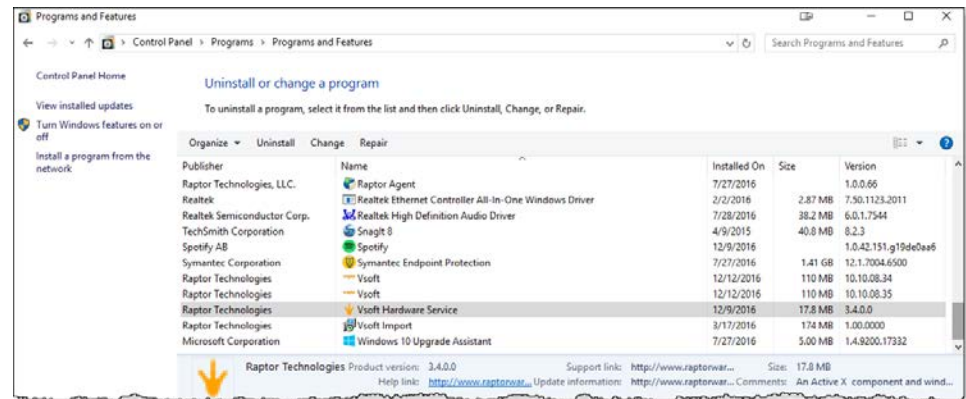 Programs and Features
Control Panel > Programs > Programs and Features
Search Programs and Features
Control Panel Home
View installed updates
Turn Windows features on or off
Install a program from the network
Uninstall or change a program
To uninstall a program, select it from the list and then click Uninstall, Change, or Repair.
Organize Uninstall Change Repair
Publisher Name Installed On Size Version
Raptor Technologies, LLC. Raptor Agent 7/27/2016 1.0.0.66
Realtek Realtek Ethernet Controller All-In-One Windows Driver 2/2/2016 2.87 MB 7.50.1123.2011
Realtek Semiconductor Corp. Realtek High Definition Audio Driver 7/28/2016 38.2 MB 6.0.1.7544
TechSmith Corporation SnagIt 8 4/9/2015 40.8 MB 8.2.3
Spotify AB Spotify 12/9/2016 1.0.42.151.g19de0aa6
Symantec Corporation Symantec Endpoint Protection 7/27/2016 1.41 GB 12.1.7004.6500
Raptor Technologies Vsoft 12/12/2016 110 MB 10.10.08.34
Raptor Technologies Vsoft 12/12/2016 110 MB 10.10.08.35
Raptor Technologies Vsoft Hardware Service 12/9/2016 17.8 MB 3.4.0.0
Raptor Technologies Vsoft Import 3/17/2016 174 MB 1.00.0000
Microsoft Corporation Windows 10 Upgrade Assistant 7/27/2016 5.00 MB 1.4.9200.17332
Raptor Technologies Product version: 3.4.0.0 Support link: http://www.raptorwar... Size: 17.8 MB
Help link: http://www.raptorwar... Update information: http://www.raptorwar... Comments: An Active X component and wind...